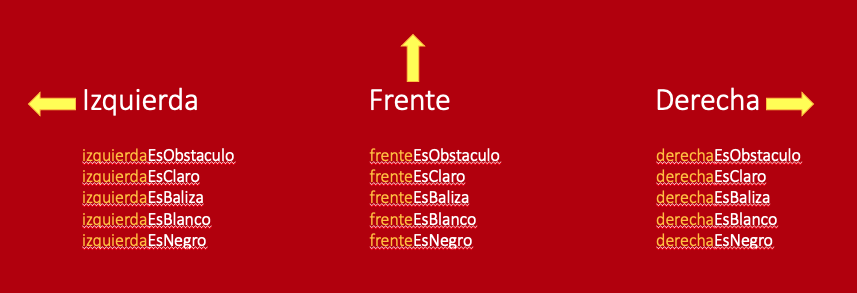 Izquierda
izquierdaEsObstaculo
izquierdaEsClaro
izquierdaEsBaliza
izquierdaEsBlanco
izquierdaEsNegro
Frente
frenteEsObstaculo
frenteEsClaro
frenteEsBaliza
frenteEsBlanco
frenteEsNegro
Derecha
derechaEsObstaculo
derechaEsClaro
derechaEsBaliza
derechaEsBlanco
derechaEsNegro